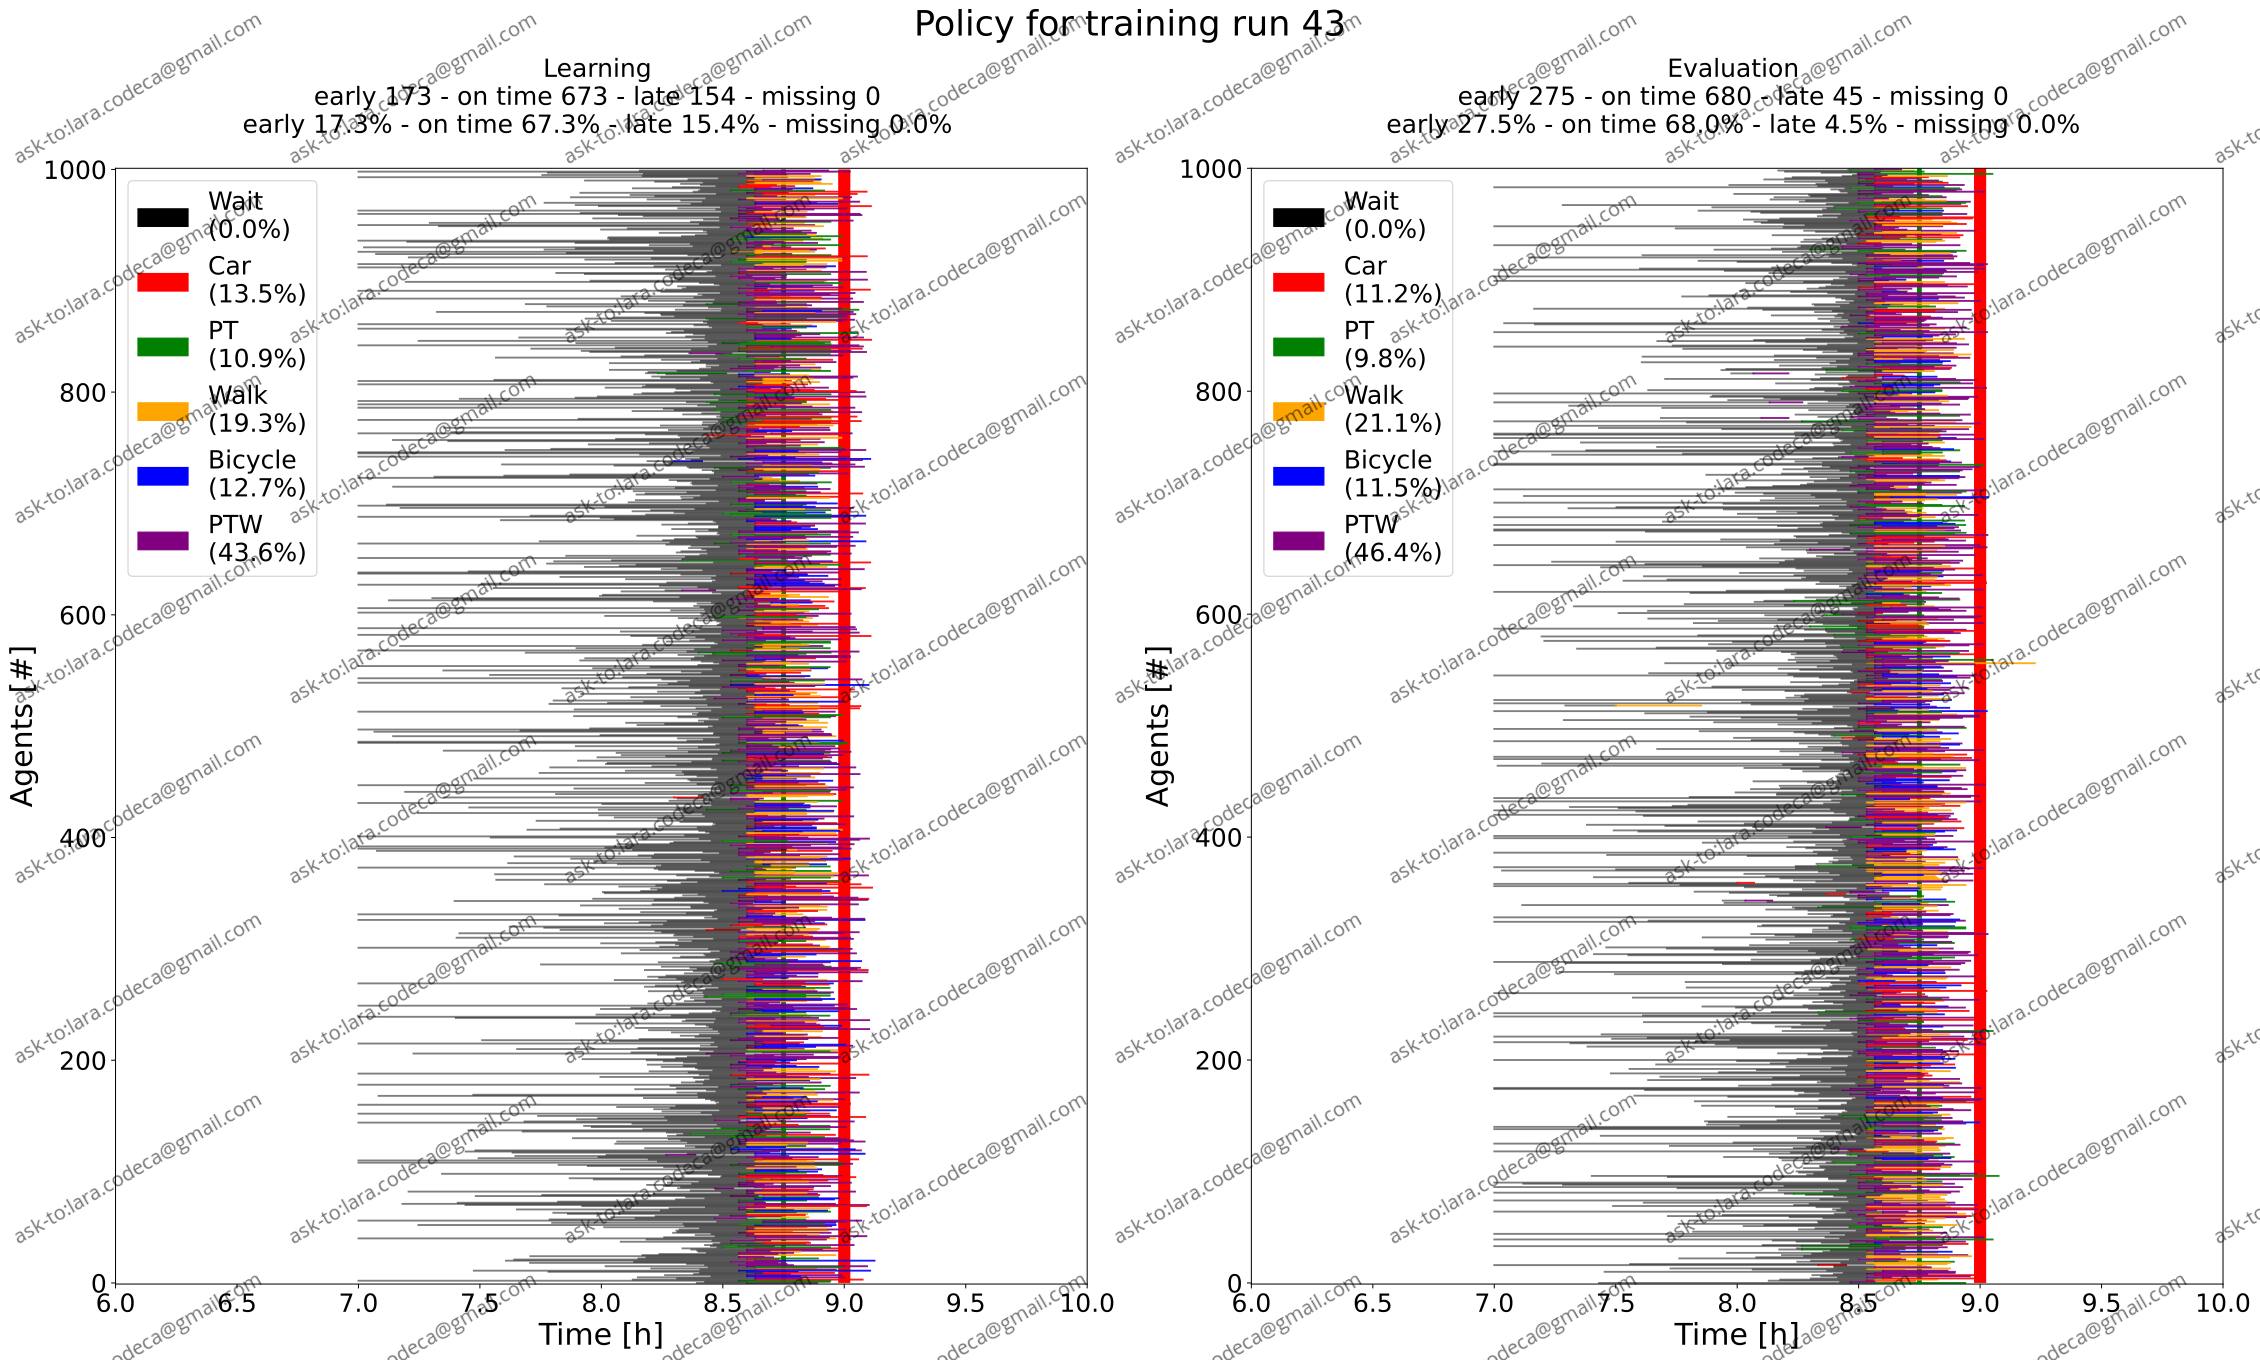 Policy for training run 43
Learning
early 173 - on time 673 - late 154 - missing 0
early 17.3% - on time 67.3% - late 15.4% - missing 0.0%
Wait
(0.0%)
Car
(13.5%)
PT
(10.9%)
Walk
(19.3%)
Bicycle
(12.7%)
PTW
(43.6%)
Agents [#]
1000
800
600
400
200
0
6.0 6.5 7.0 7.5 8.0 8.5 9.0 9.5 10.0
Time [h]
Evaluation
early 275 - on time 680 - late 45 - missing 0
early 27.5% - on time 68.0% - late 4.5% - missing 0.0%
Wait
(0.0%)
Car
(11.2%)
PT
(9.8%)
Walk
(21.1%)
Bicycle
(11.5%)
PTW
(46.4%)
Agents [#]
1000
800
600
400
200
0
6.0 6.5 7.0 7.5 8.0 8.5 9.0 9.5 10.0
Time [h]
ask-to:lara.codeca@gmail.com